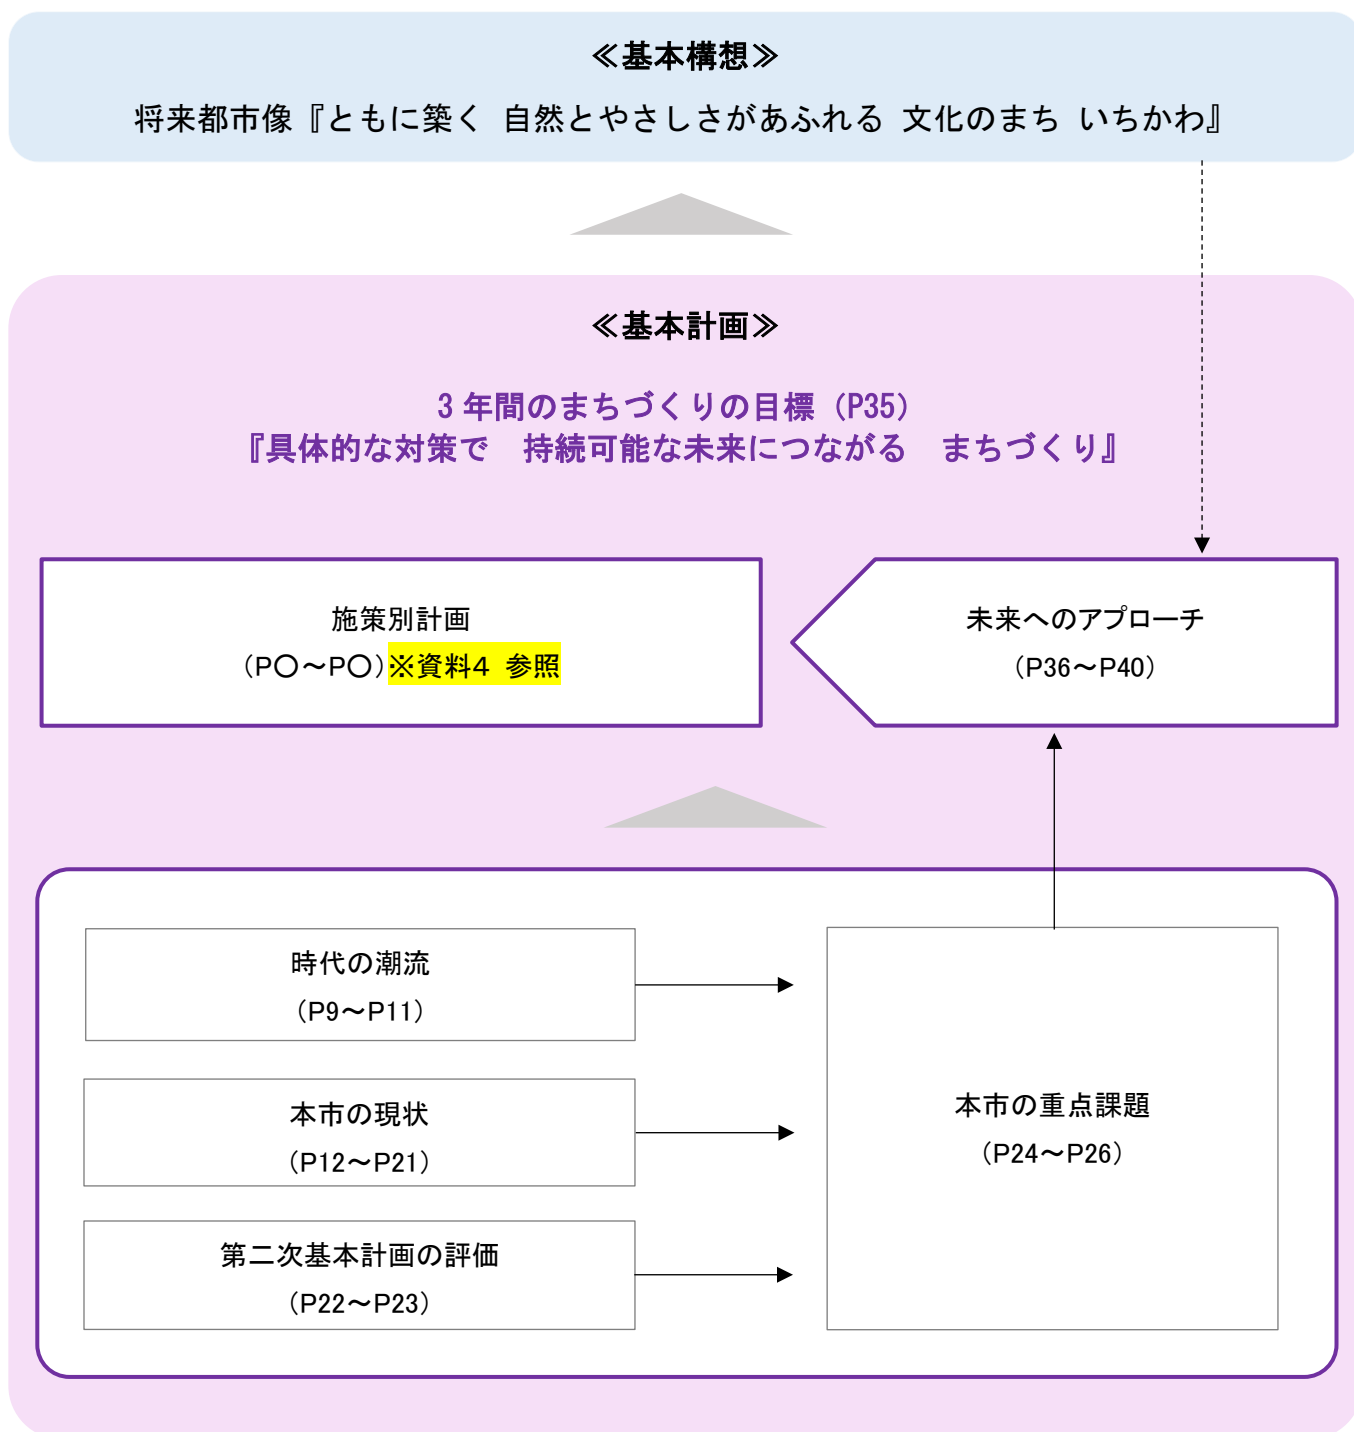 ≪基本構想≫
将来都市像『ともに築く 自然とやさしさがあふれる 文化のまち いちかわ』
≪基本計画≫
3年間のまちづくりの目標（P35）
『具体的な対策で　持続可能な未来につながる　まちづくり』
施策別計画
（P〇～P〇）※資料4 参照
未来へのアプローチ
（P36～P40）
時代の潮流
（P9～P11）
本市の現状
（P12～P21）
第二次基本計画の評価
（P22～P23）
本市の重点課題
（P24～P26）